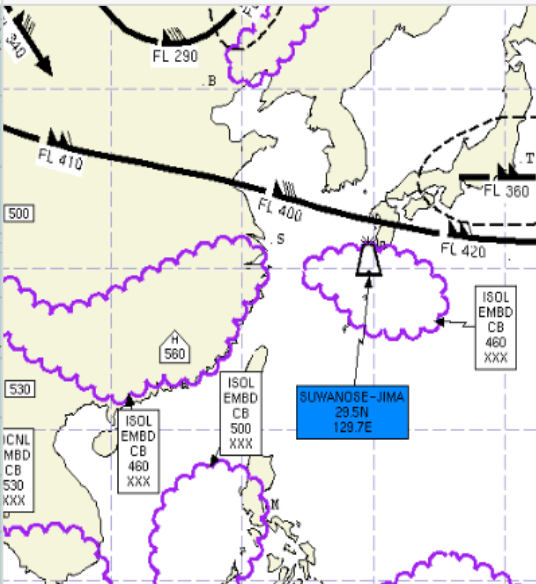 340
FL 290
.B
FL 410
FL 400
.T
FL 360
500
.S
FL 420
ISOL
EMBD
CB
460
XXX
H
560
530
SUWANOSE-JIMA
29.5N
129.7E
ISOL
EMBD
CB
500
XXX
ISOL
EMBD
CB
460
XXX
ICNL
MBD
CB
530
XXX
M